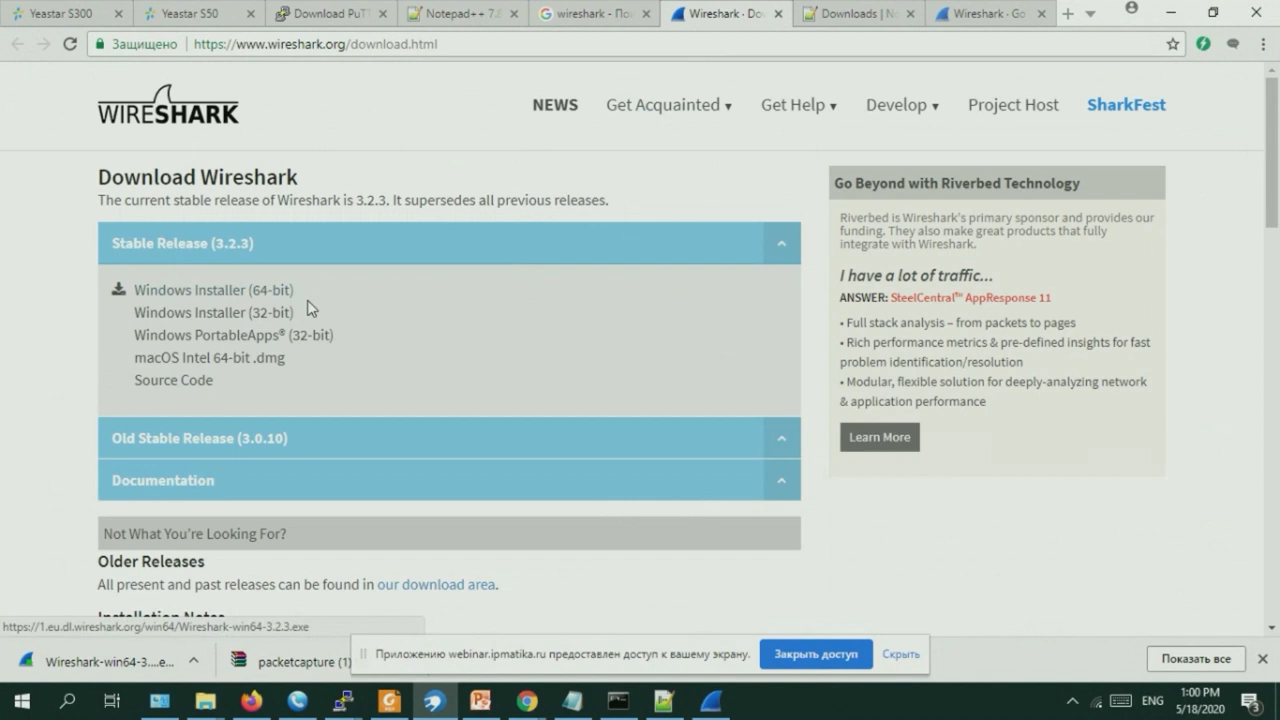 Yeastar S300
Yeastar S50
Download PuTT
Notepad++ 7.8
wireshark - По
Wireshark · Do
Downloads | N
Wireshark · Go
Защищено
https://www.wireshark.org/download.html
WIRESHARK
NEWS
Get Acquainted ▾
Get Help ▾
Develop ▾
Project Host
SharkFest
Download Wireshark
The current stable release of Wireshark is 3.2.3. It supersedes all previous releases.
Stable Release (3.2.3)
Windows Installer (64-bit)
Windows Installer (32-bit)
Windows PortableApps® (32-bit)
macOS Intel 64-bit .dmg
Source Code
Old Stable Release (3.0.10)
Documentation
Not What You're Looking For?
Older Releases
All present and past releases can be found in our download area.
Installation Notes
Go Beyond with Riverbed Technology
Riverbed is Wireshark's primary sponsor and provides our
funding. They also make great products that fully
integrate with Wireshark.
I have a lot of traffic...
ANSWER: SteelCentral™ AppResponse 11
• Full stack analysis – from packets to pages
• Rich performance metrics & pre-defined insights for fast
problem identification/resolution
• Modular, flexible solution for deeply-analyzing network
& application performance
Learn More
https://1.eu.dl.wireshark.org/win64/Wireshark-win64-3.2.3.exe
Wireshark-win64-3....e...
packetcapture (1)
Приложению webinar.ipmatika.ru предоставлен доступ к вашему экрану.
Закрыть доступ
Скрыть
Показать все
ENG
1:00 PM
5/18/2020
3